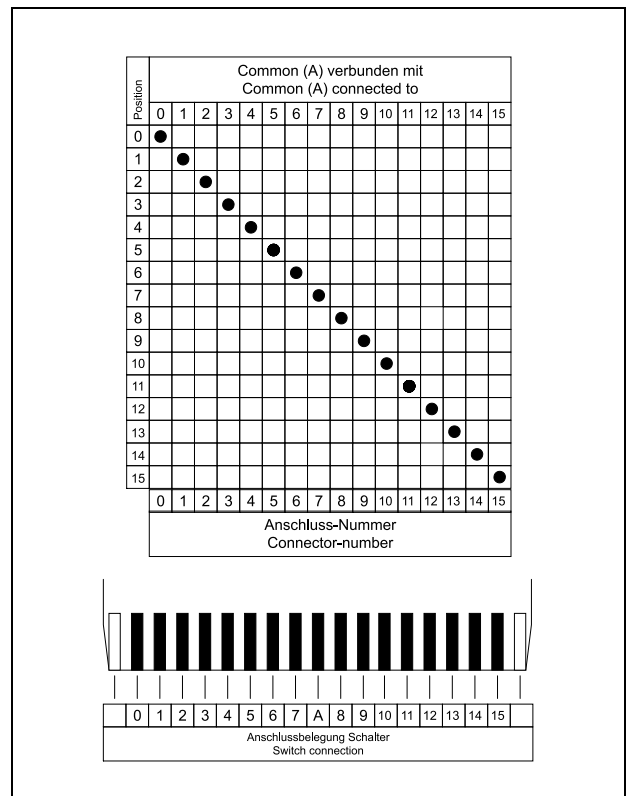 Common (A) verbunden mit
Common (A) connected to
Position
0 1 2 3 4 5 6 7 8 9 10 11 12 13 14 15
0
1
2
3
4
5
6
7
8
9
10
11
12
13
14
15
0 1 2 3 4 5 6 7 8 9 10 11 12 13 14 15
Anschluss-Nummer
Connector-number
0 1 2 3 4 5 6 7 A 8 9 10 11 12 13 14 15
Anschlussbelegung Schalter
Switch connection